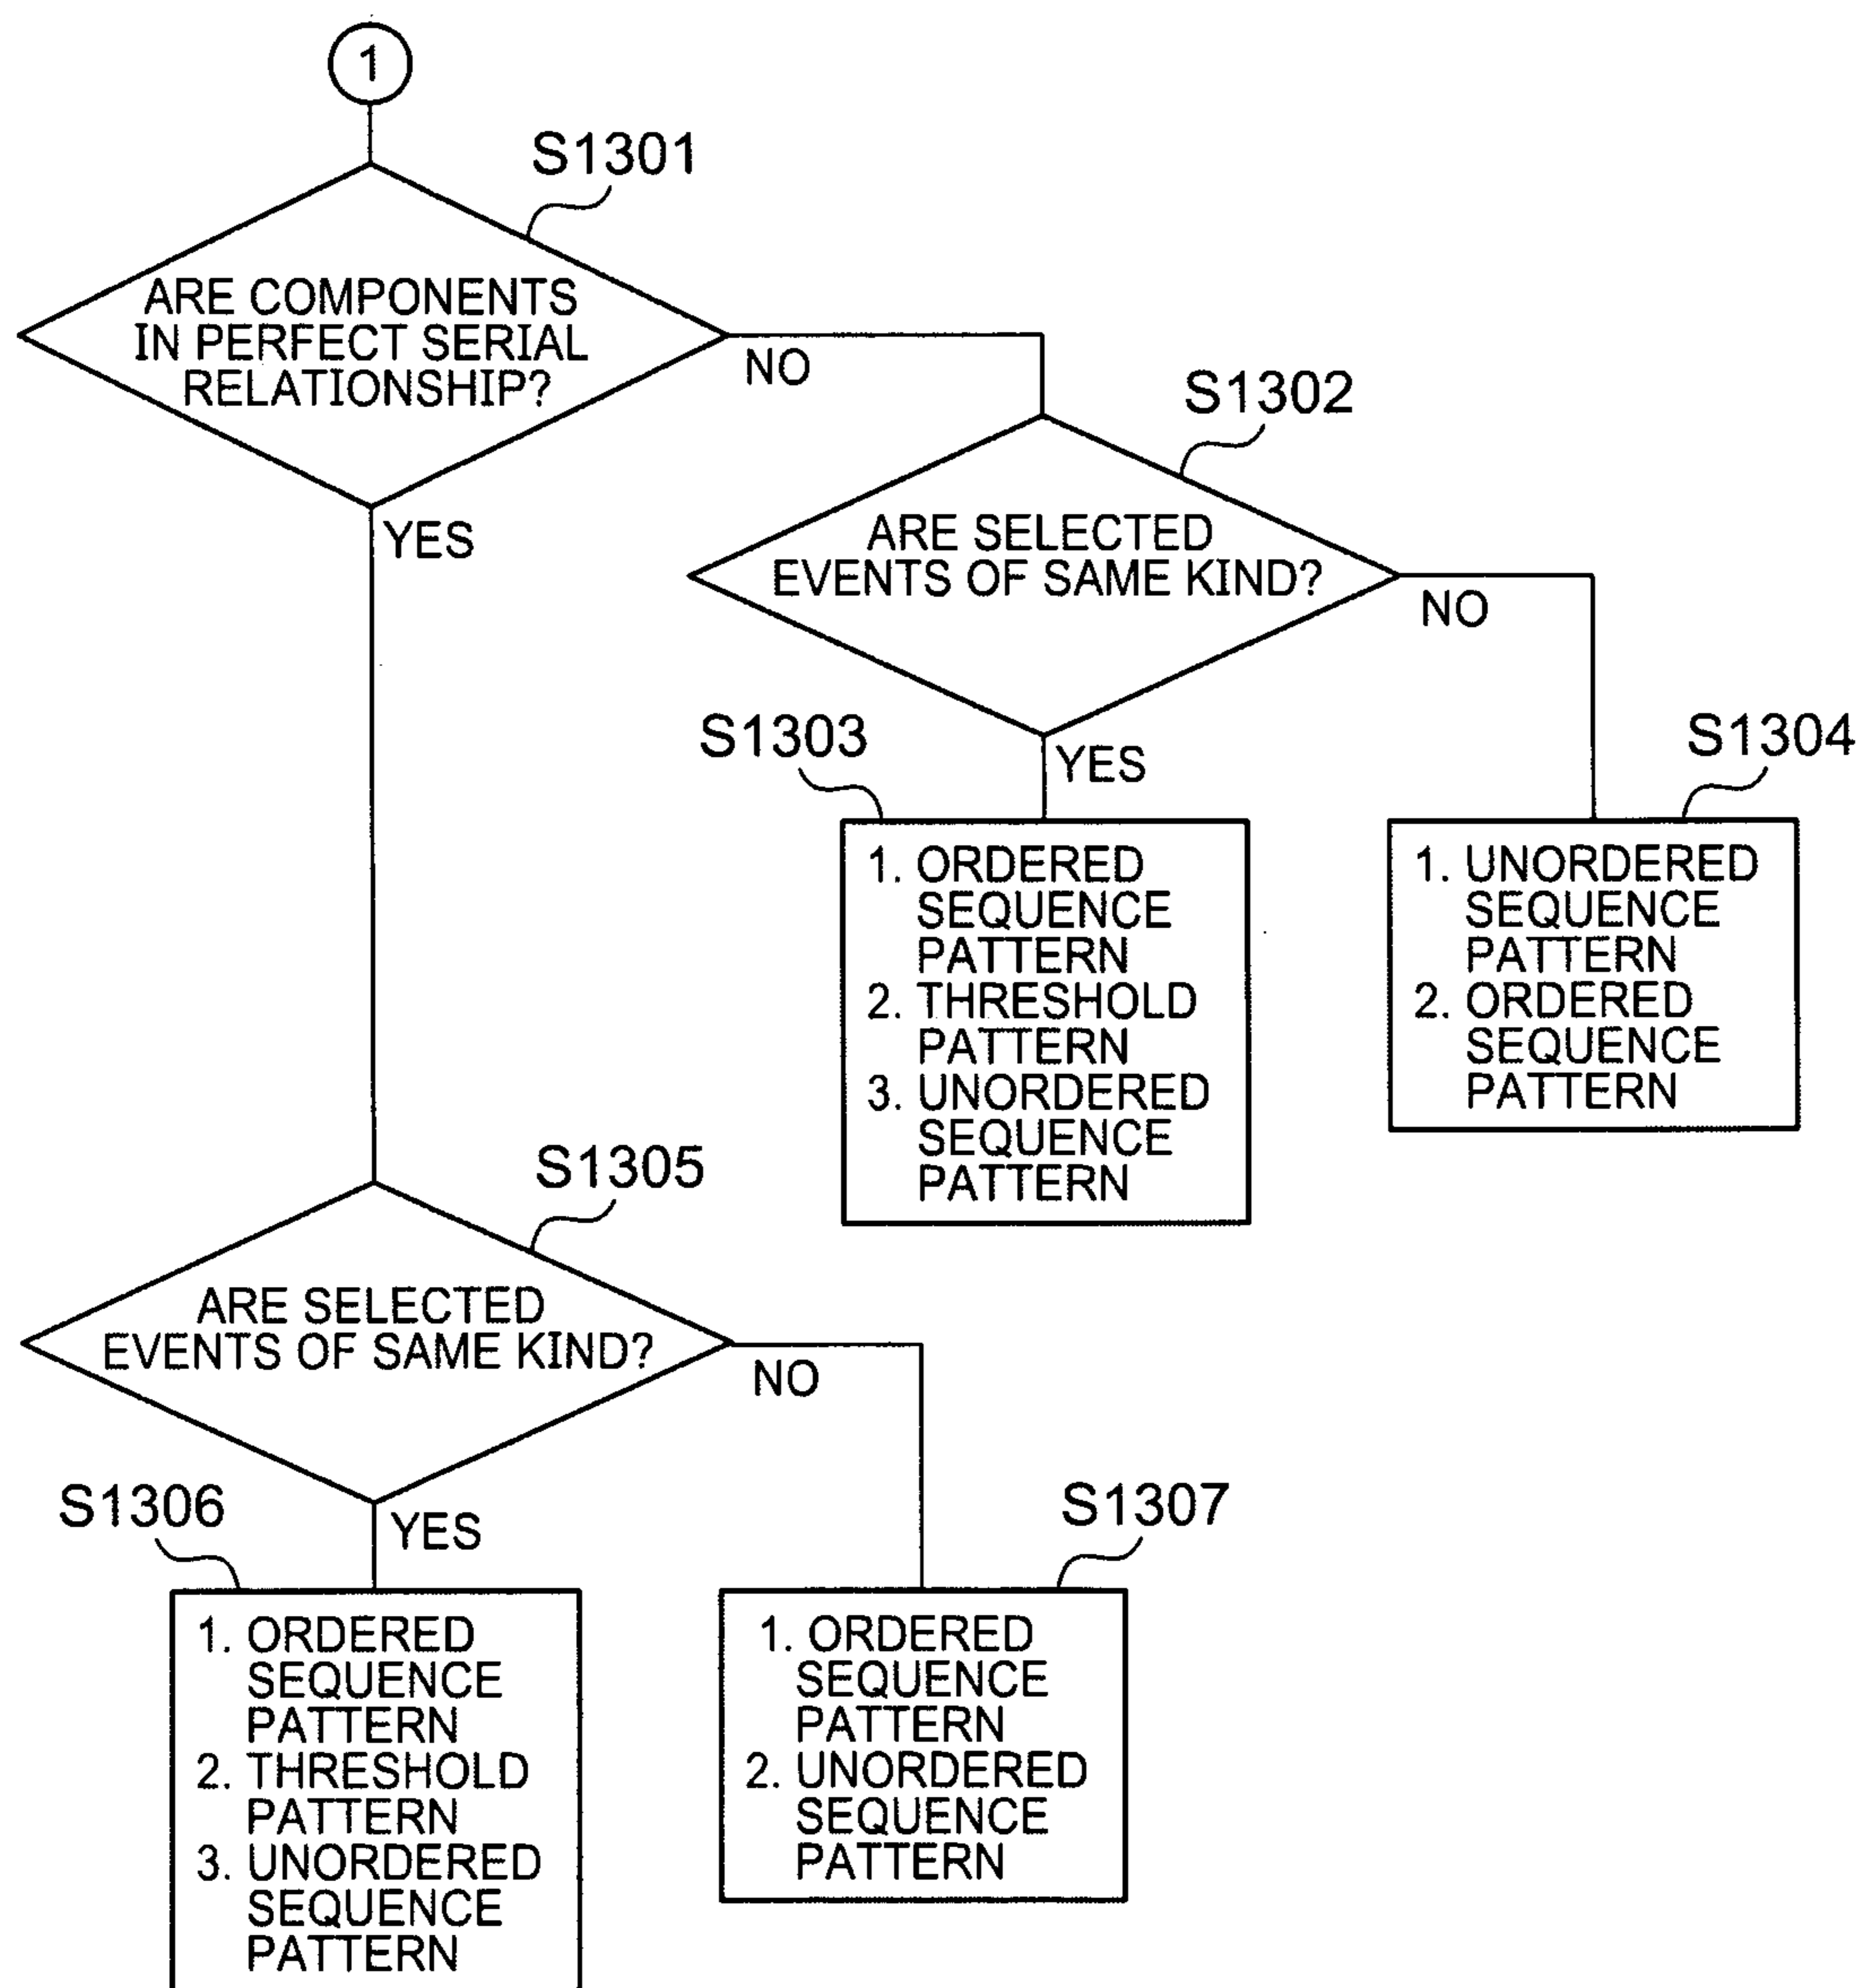 1
S1301
ARE COMPONENTS
IN PERFECT SERIAL
RELATIONSHIP?
NO
YES
S1302
ARE SELECTED
EVENTS OF SAME KIND?
NO
YES
S1303
1. ORDERED
SEQUENCE
PATTERN
2. THRESHOLD
PATTERN
3. UNORDERED
SEQUENCE
PATTERN
S1304
1. UNORDERED
SEQUENCE
PATTERN
2. ORDERED
SEQUENCE
PATTERN
S1305
ARE SELECTED
EVENTS OF SAME KIND?
NO
YES
S1306
1. ORDERED
SEQUENCE
PATTERN
2. THRESHOLD
PATTERN
3. UNORDERED
SEQUENCE
PATTERN
S1307
1. ORDERED
SEQUENCE
PATTERN
2. UNORDERED
SEQUENCE
PATTERN